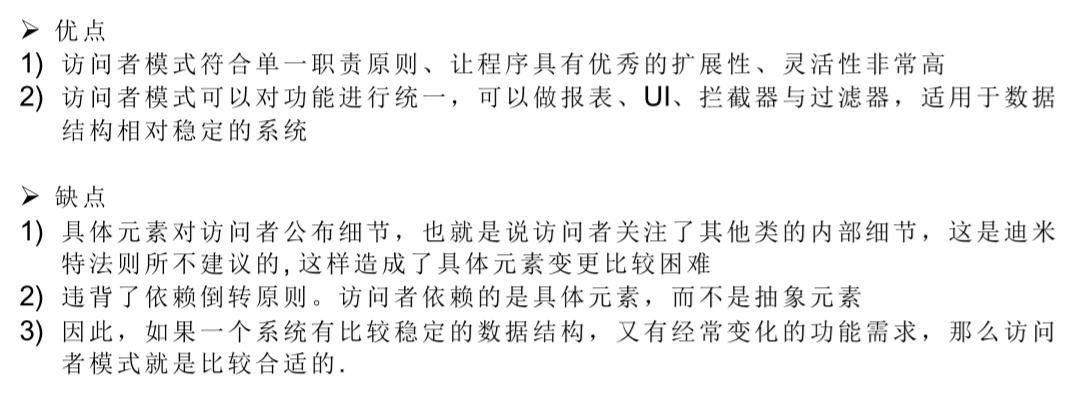 ➢ 优点
1) 访问者模式符合单一职责原则、让程序具有优秀的扩展性、灵活性非常高
2) 访问者模式可以对功能进行统一，可以做报表、UI、拦截器与过滤器，适用于数据
结构相对稳定的系统
➢ 缺点
1) 具体元素对访问者公布细节，也就是说访问者关注了其他类的内部细节，这是迪米
特法则所不建议的, 这样造成了具体元素变更比较困难
2) 违背了依赖倒转原则。访问者依赖的是具体元素，而不是抽象元素
3) 因此，如果一个系统有比较稳定的数据结构，又有经常变化的功能需求，那么访问
者模式就是比较合适的.